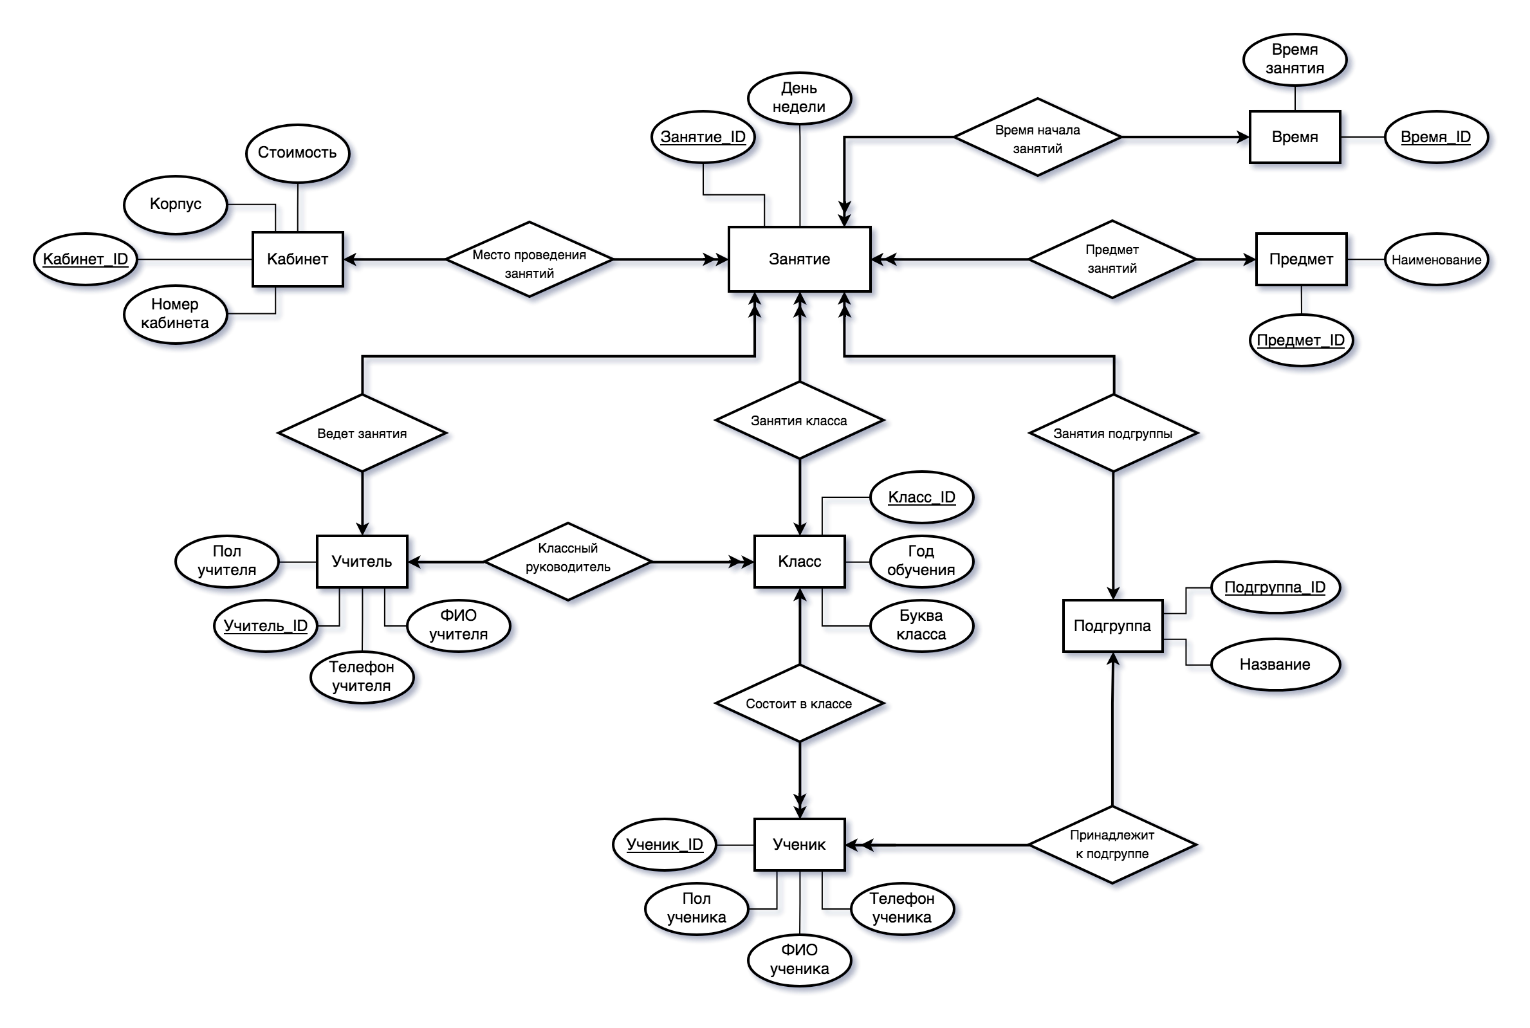 Время
занятия
День
недели
Занятие_ID
Время начала
занятий
Время
Время_ID
Стоимость
Корпус
Кабинет_ID
Кабинет
Номер
кабинета
Место проведения
занятий
Занятие
Предмет
занятий
Предмет
Наименование
Предмет_ID
Ведет занятия
Занятия класса
Занятия подгруппы
Класс_ID
Пол
учителя
Учитель
Классный
руководитель
Класс
Год
обучения
Учитель_ID
ФИО
учителя
Буква
класса
Телефон
учителя
Подгруппа
Подгруппа_ID
Название
Состоит в классе
Ученик_ID
Ученик
Принадлежит
к подгруппе
Пол
ученика
Телефон
ученика
ФИО
ученика